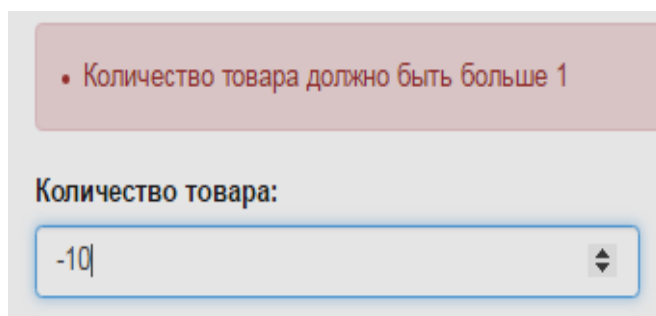 • Количество товара должно быть больше 1
Количество товара:
-10